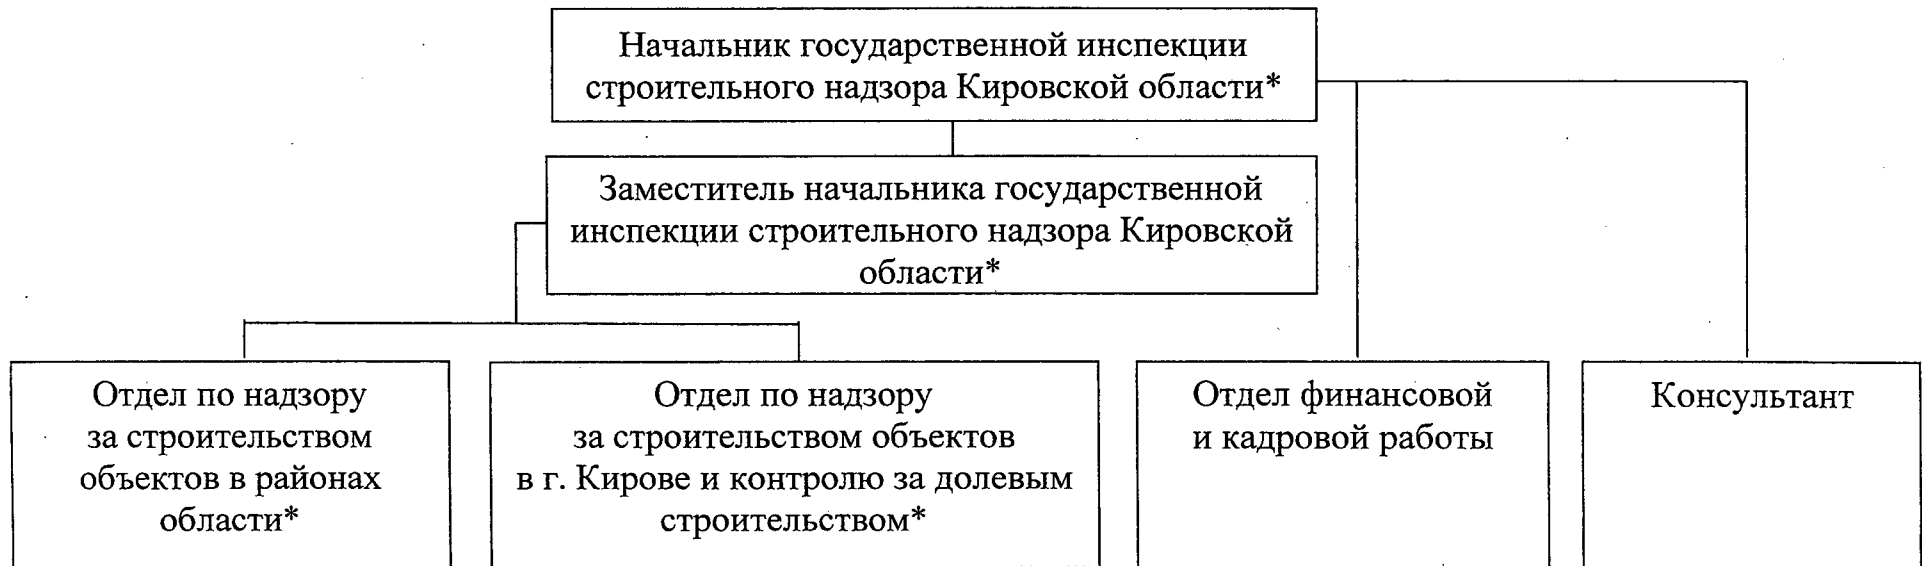 Начальник государственной инспекции
строительного надзора Кировской области*
Заместитель начальника государственной
инспекции строительного надзора Кировской
области*
Отдел по надзору
за строительством
объектов в районах
области*
Отдел по надзору
за строительством объектов
в г. Кирове и контролю за долевым
строительством*
Отдел финансовой
и кадровой работы
Консультант